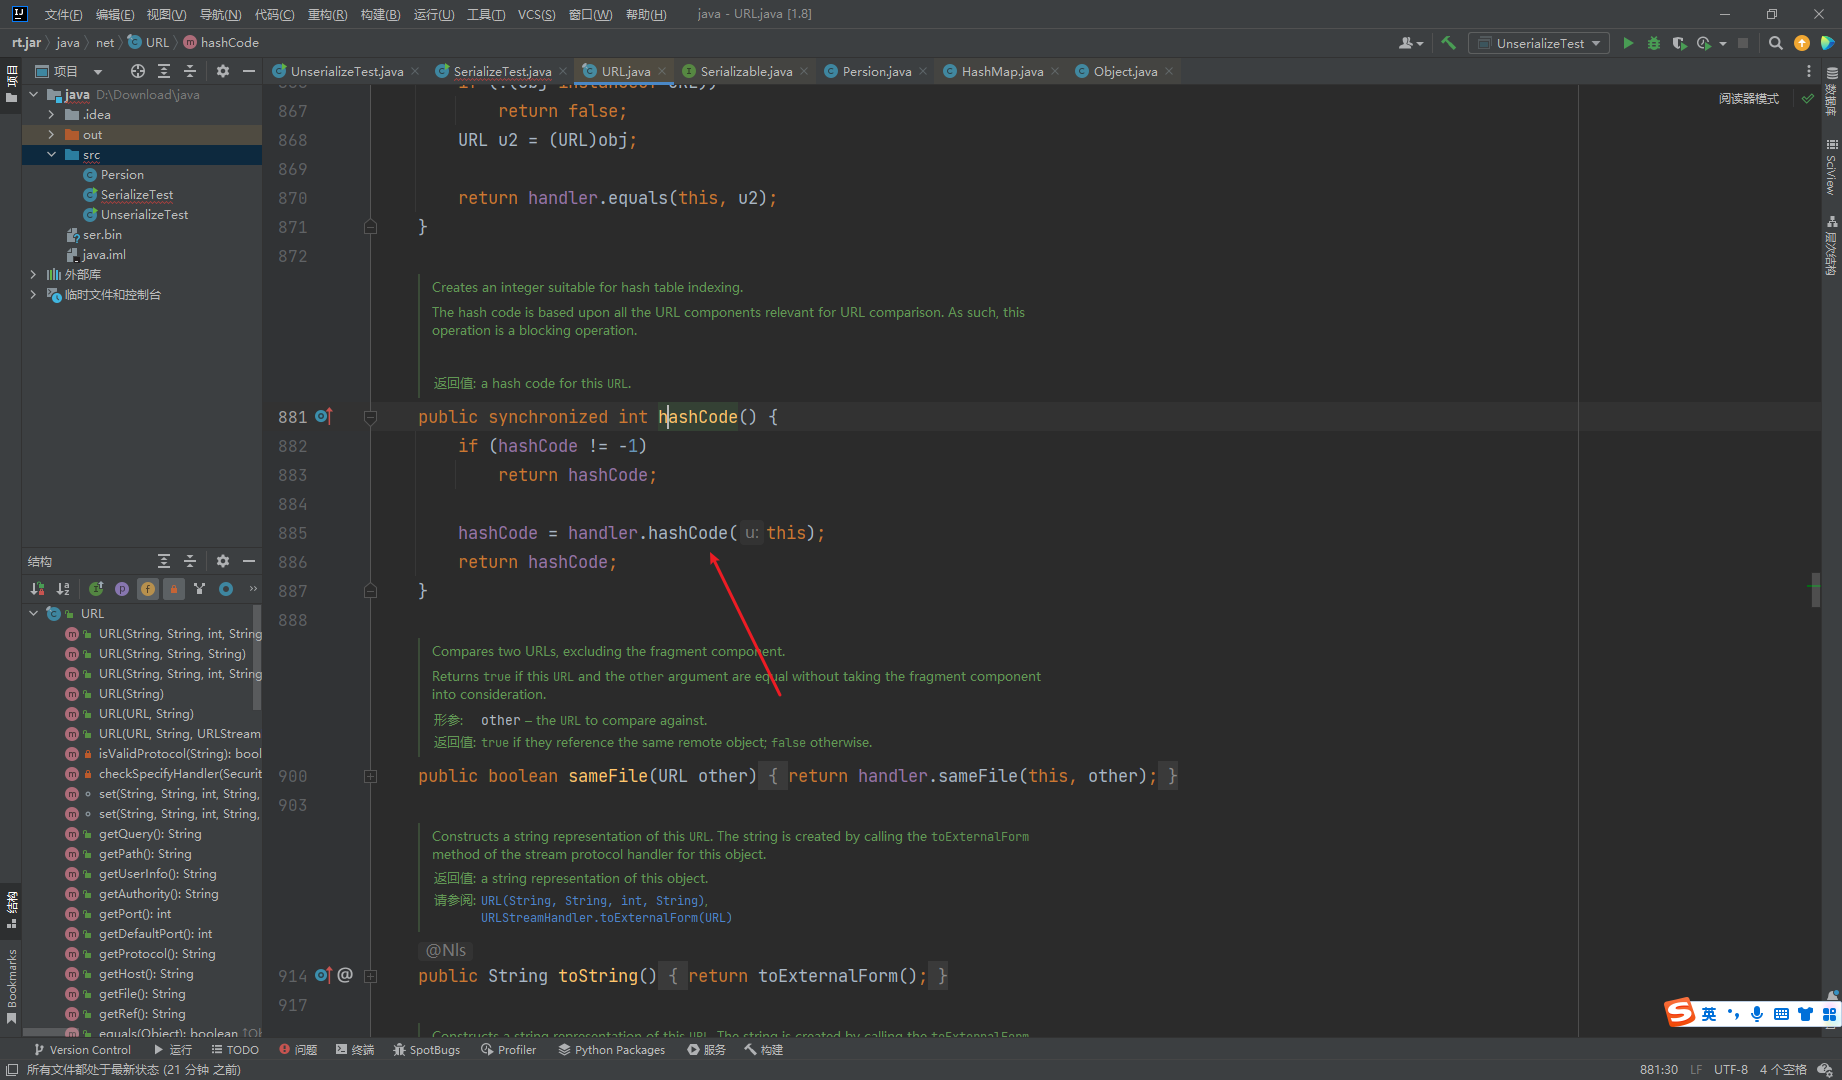 文件(F) 编辑(E) 视图(V) 导航(N) 代码(C) 重构(R) 构建(B) 运行(U) 工具(T) VCS(S) 窗口(W) 帮助(H) java - URL.java [1.8]
rt.jar java net URL hashCode
UnserializeTest
项目
UnserializeTest.java SerializeTest.java URL.java Serializable.java Persion.java HashMap.java Object.java
阅读器模式
项目
java D:\Download\java
.idea
out
src
Persion
SerializeTest
UnserializeTest
ser.bin
java.iml
外部库
临时文件和控制台
867 return false;
868 URL u2 = (URL)obj;
869
870 return handler.equals(this, u2);
871 }
872
Creates an integer suitable for hash table indexing.
The hash code is based upon all the URL components relevant for URL comparison. As such, this
operation is a blocking operation.
返回值: a hash code for this URL.
881 public synchronized int hashCode() {
882 if (hashCode != -1)
883 return hashCode;
884
885 hashCode = handler.hashCode( u: this);
886 return hashCode;
887 }
888
Compares two URLs, excluding the fragment component.
Returns true if this URL and the other argument are equal without taking the fragment component
into consideration.
形参: other – the URL to compare against.
返回值: true if they reference the same remote object; false otherwise.
900 public boolean sameFile(URL other) { return handler.sameFile(this, other); }
903
Constructs a string representation of this URL. The string is created by calling the toExternalForm
method of the stream protocol handler for this object.
返回值: a string representation of this object.
请参阅: URL(String, String, int, String),
URLStreamHandler.toExternalForm(URL)
@Nls
914 @ public String toString() { return toExternalForm(); }
917
Constructs a string representation of this URL. The string is created by calling the toExternalForm
结构
URL
URL(String, String, int, String
URL(String, String, String)
URL(String, String, int, String
URL(String)
URL(URL, String)
URL(URL, String, URLStream
isValidProtocol(String): bool
checkSpecifyHandler(Securit
set(String, String, int, String,
set(String, String, int, String,
getQuery(): String
getPath(): String
getUserInfo(): String
getAuthority(): String
getPort(): int
getDefaultPort(): int
getProtocol(): String
getHost(): String
getFile(): String
getRef(): String
equals(Object): boolean
结构
Bookmarks
数据库
SciView
层次结构
英
Version Control 运行 TODO 问题 终端 SpotBugs Profiler Python Packages 服务 构建
所有文件都处于最新状态 (21 分钟 之前) 881:30 LF UTF-8 4 个空格